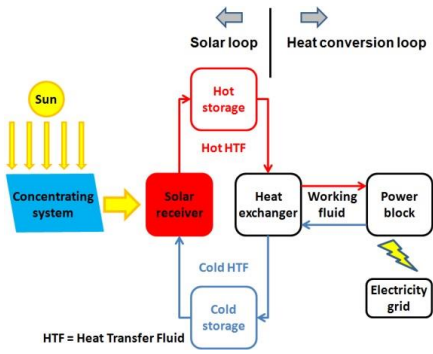 Solar loop
Heat conversion loop
Sun
Hot
storage
Hot HTF
Concentrating
system
Solar
receiver
Heat
exchanger
Working
fluid
Power
block
Cold HTF
Cold
storage
Electricity
grid
HTF = Heat Transfer Fluid